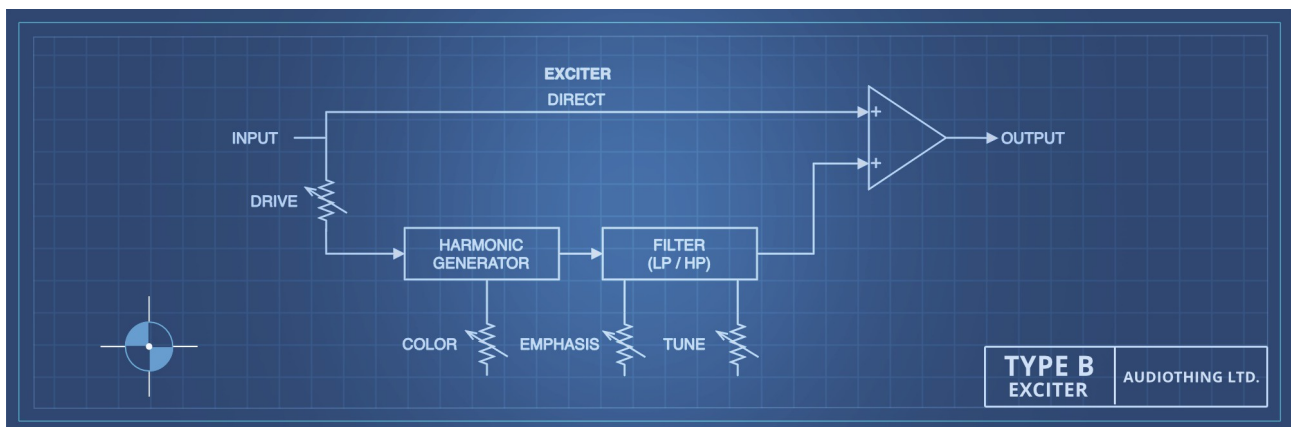 EXCITER
DIRECT
INPUT
OUTPUT
DRIVE
HARMONIC
GENERATOR
FILTER
(LP / HP)
COLOR
EMPHASIS
TUNE
TYPE B
EXCITER
AUDIOTHING LTD.